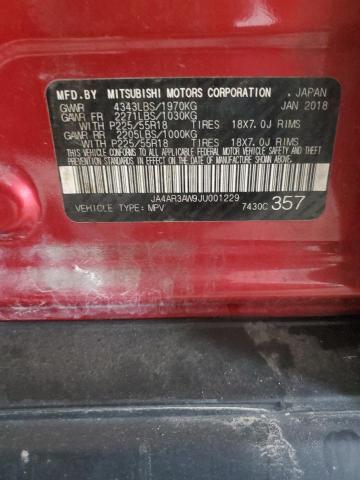 MFD.BY MITSUBISHI MOTORS CORPORATION , JAPAN
GVWR 4343LBS/1970KG JAN 2018
GAWR FR 2271LBS/1030KG
WITH P225/55R18 TIRES 18X7.0J RIMS
GAWR RR 2205LBS/1000KG
WITH P225/55R18 TIRES 18X7.0J RIMS
THIS VEHICLE CONFORMS TO ALL APPLICABLE FEDERAL MOTOR
VEHICLE SAFETY, BUMPER, AND THEFT PREVENTION STANDARDS
IN EFFECT ON THE DATE OF MANUFACTURE SHOWN ABOVE.
JA4AR3AW9JU001229
VEHICLE TYPE: MPV 7430C 357